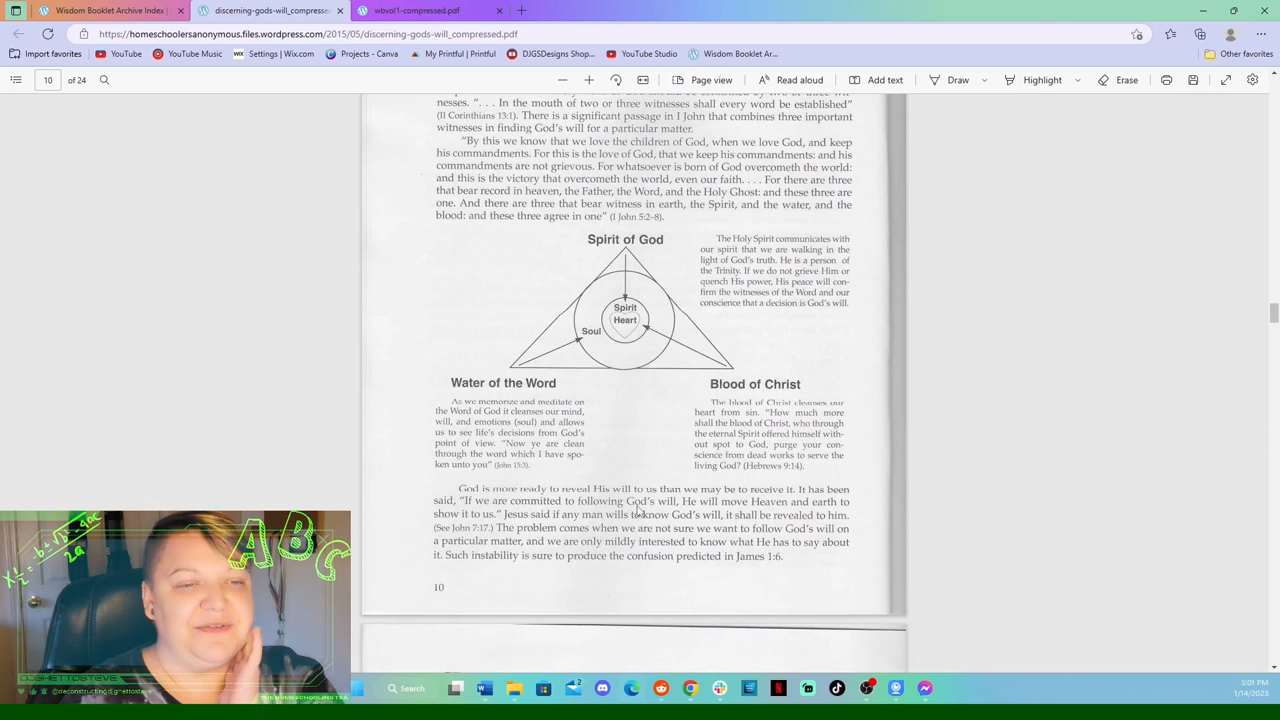 Wisdom Booklet Archive Index |
discerning-gods-will_compressed
wbvol1-compressed.pdf
https://homeschoolersanonymous.files.wordpress.com/2015/05/discerning-gods-will_compressed.pdf
Import favorites
YouTube
YouTube Music
WIX
Settings | Wix.com
Projects - Canva
My Printful | Printful
DJGSDesigns Shop...
YouTube Studio
Wisdom Booklet Ar...
Other favorites
10 of 24
Page view
Read aloud
Add text
Draw
Highlight
Erase
nesses. “. . . In the mouth of two or three witnesses shall every word be established”
(II Corinthians 13:1). There is a significant passage in I John that combines three important
witnesses in finding God’s will for a particular matter.
“By this we know that we love the children of God, when we love God, and keep
his commandments. For this is the love of God, that we keep his commandments: and his
commandments are not grievous. For whatsoever is born of God overcometh the world:
and this is the victory that overcometh the world, even our faith. . . . For there are three
that bear record in heaven, the Father, the Word, and the Holy Ghost: and these three are
one. And there are three that bear witness in earth, the Spirit, and the water, and the
blood: and these three agree in one” (I John 5:2–8).
Spirit of God
The Holy Spirit communicates with
our spirit that we are walking in the
light of God’s truth. He is a person of
the Trinity. If we do not grieve Him or
quench His power, His peace will con-
firm the witnesses of the Word and our
conscience that a decision is God’s will.
Spirit
Heart
Soul
Water of the Word
As we memorize and meditate on
the Word of God it cleanses our mind,
will, and emotions (soul) and allows
us to see life’s decisions from God’s
point of view. “Now ye are clean
through the word which I have spo-
ken unto you” (John 15:3).
Blood of Christ
The blood of Christ cleanses our
heart from sin. “How much more
shall the blood of Christ, who through
the eternal Spirit offered himself with-
out spot to God, purge your con-
science from dead works to serve the
living God? (Hebrews 9:14).
God is more ready to reveal His will to us than we may be to receive it. It has been
said, “If we are committed to following God’s will, He will move Heaven and earth to
show it to us.” Jesus said if any man wills to know God’s will, it shall be revealed to him.
(See John 7:17.) The problem comes when we are not sure we want to follow God’s will on
a particular matter, and we are only mildly interested to know what He has to say about
it. Such instability is sure to produce the confusion predicted in James 1:6.
10
ABC
2a
DJGHETTOSTEVE
@deconstructingdjghettosteve
THE HOMESCHOOLING TEA
Search
2
5:01 PM
1/14/2023